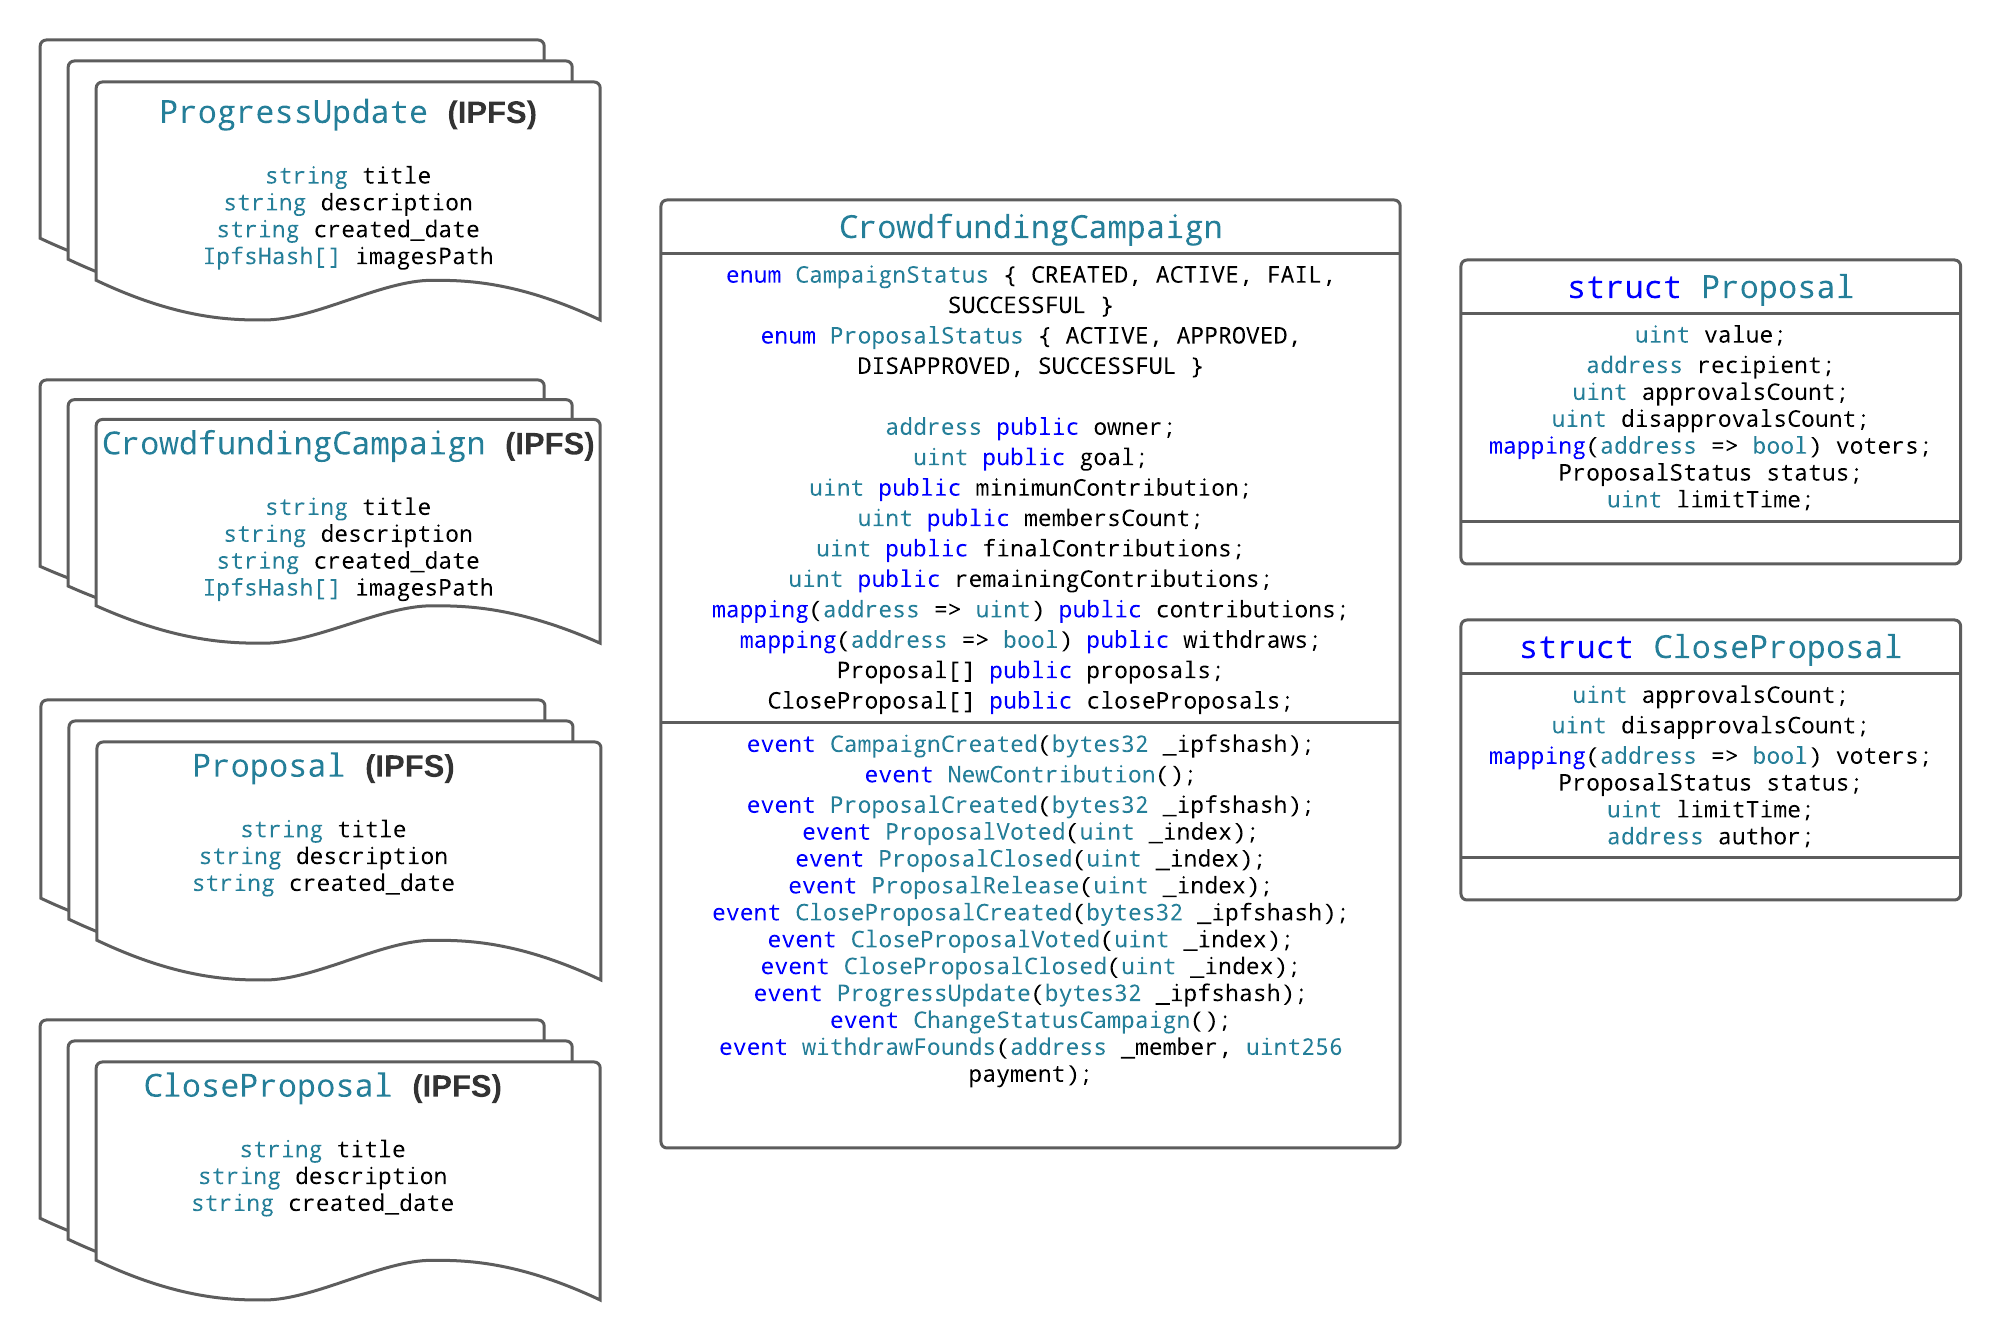 ProgressUpdate (IPFS)
string title
string description
string created_date
IpfsHash[] imagesPath
CrowdfundingCampaign (IPFS)
string title
string description
string created_date
IpfsHash[] imagesPath
Proposal (IPFS)
string title
string description
string created_date
CloseProposal (IPFS)
string title
string description
string created_date
CrowdfundingCampaign
enum CampaignStatus { CREATED, ACTIVE, FAIL,
SUCCESSFUL }
enum ProposalStatus { ACTIVE, APPROVED,
DISAPPROVED, SUCCESSFUL }
address public owner;
uint public goal;
uint public minimunContribution;
uint public membersCount;
uint public finalContributions;
uint public remainingContributions;
mapping(address => uint) public contributions;
mapping(address => bool) public withdraws;
Proposal[] public proposals;
CloseProposal[] public closeProposals;
event CampaignCreated(bytes32 _ipfshash);
event NewContribution();
event ProposalCreated(bytes32 _ipfshash);
event ProposalVoted(uint _index);
event ProposalClosed(uint _index);
event ProposalRelease(uint _index);
event CloseProposalCreated(bytes32 _ipfshash);
event CloseProposalVoted(uint _index);
event CloseProposalClosed(uint _index);
event ProgressUpdate(bytes32 _ipfshash);
event ChangeStatusCampaign();
event withdrawFounds(address _member, uint256
payment);
struct Proposal
uint value;
address recipient;
uint approvalsCount;
uint disapprovalsCount;
mapping(address => bool) voters;
ProposalStatus status;
uint limitTime;
struct CloseProposal
uint approvalsCount;
uint disapprovalsCount;
mapping(address => bool) voters;
ProposalStatus status;
uint limitTime;
address author;